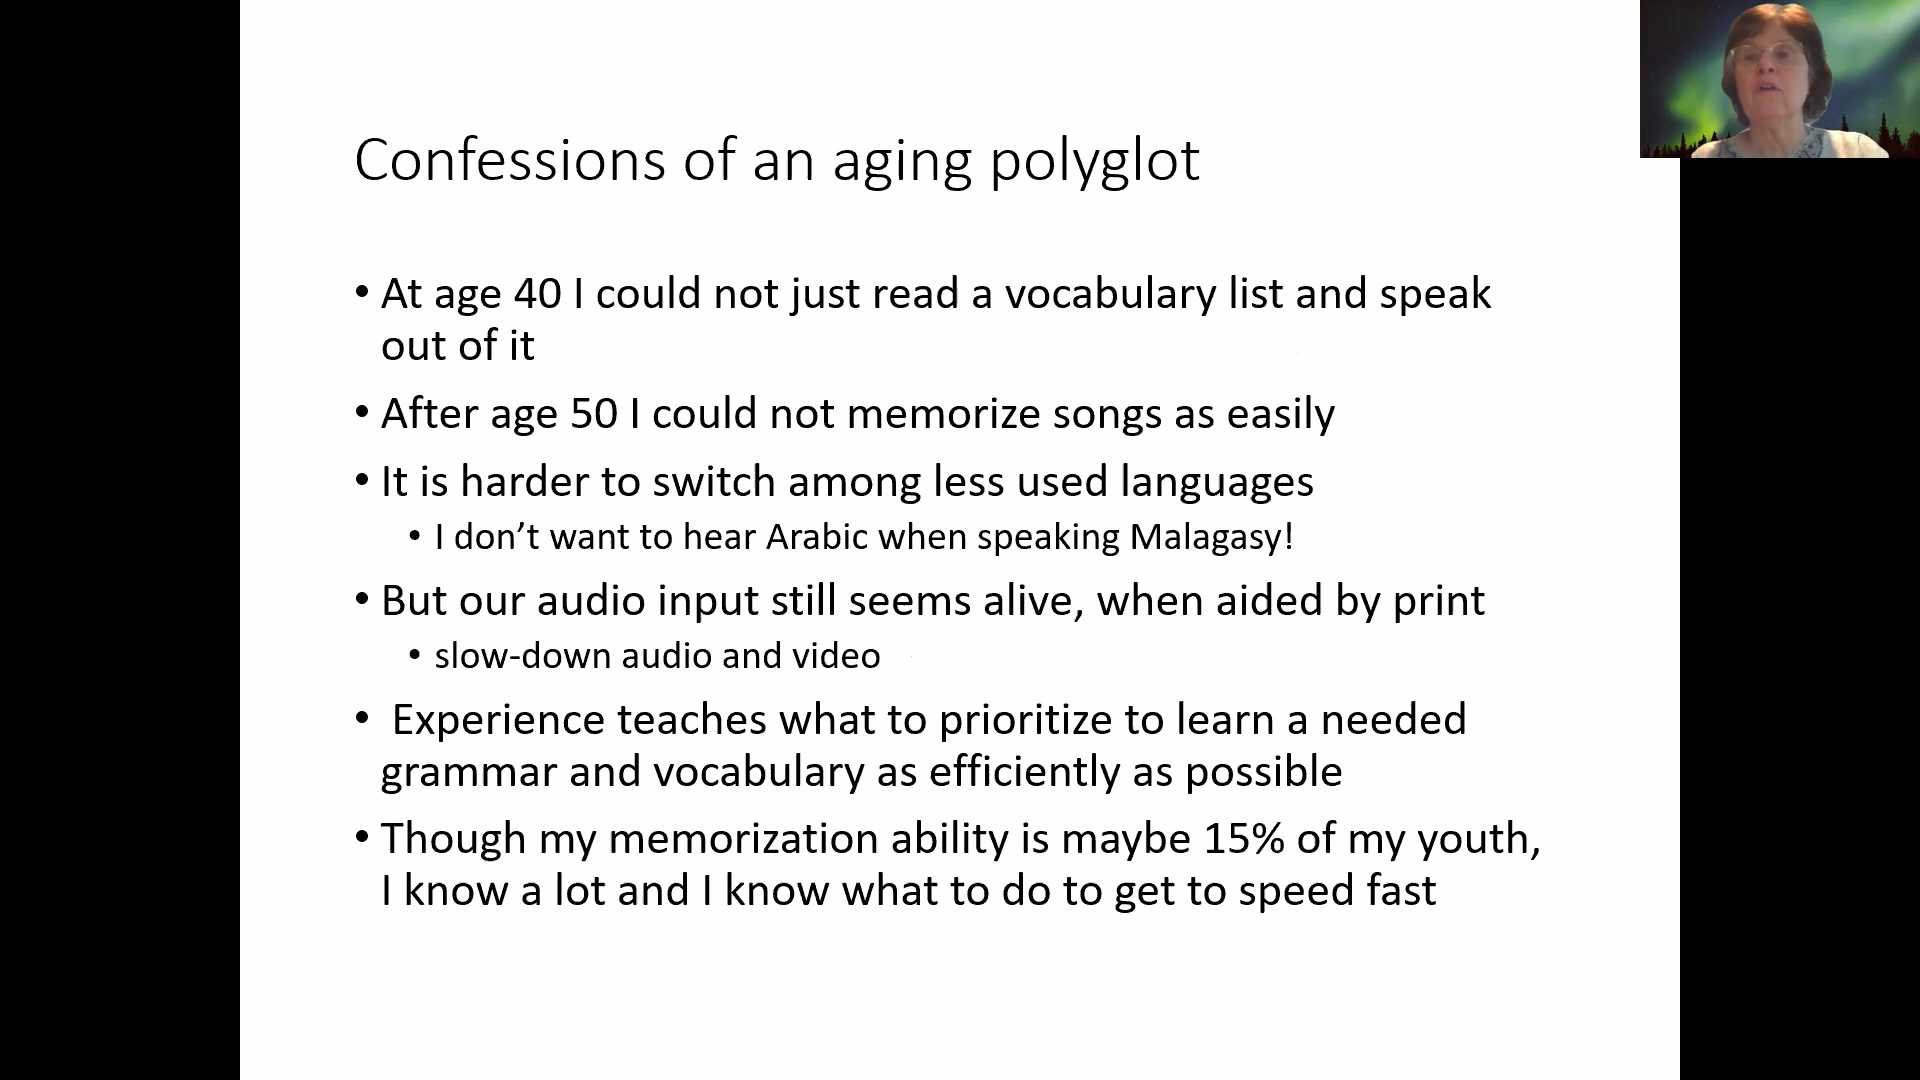 Confessions of an aging polyglot
• At age 40 I could not just read a vocabulary list and speak
out of it
• After age 50 I could not memorize songs as easily
• It is harder to switch among less used languages
• I don’t want to hear Arabic when speaking Malagasy!
• But our audio input still seems alive, when aided by print
• slow-down audio and video
• Experience teaches what to prioritize to learn a needed
grammar and vocabulary as efficiently as possible
• Though my memorization ability is maybe 15% of my youth,
I know a lot and I know what to do to get to speed fast